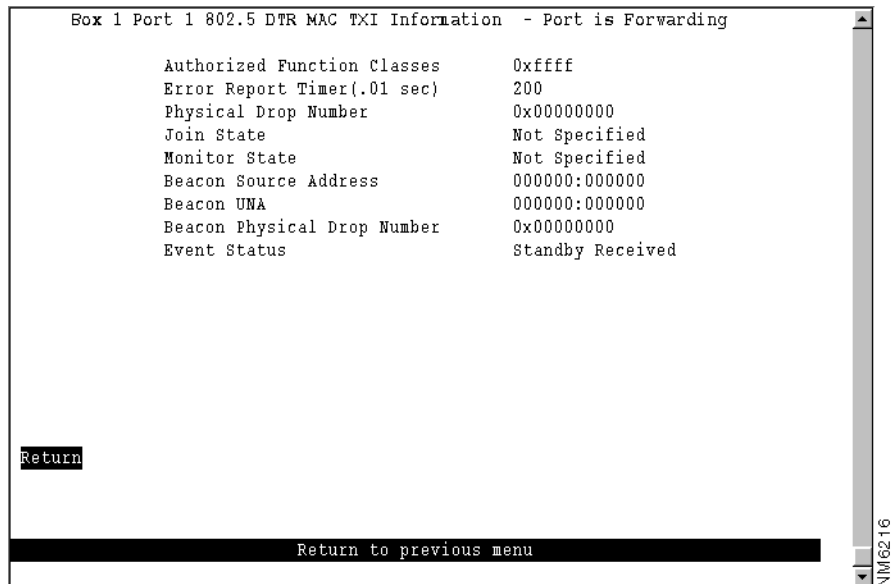 Box 1 Port 1 802.5 DTR MAC TXI Information - Port is Forwarding
Authorized Function Classes 0xffff
Error Report Timer(.01 sec) 200
Physical Drop Number 0x00000000
Join State Not Specified
Monitor State Not Specified
Beacon Source Address 000000:000000
Beacon UNA 000000:000000
Beacon Physical Drop Number 0x00000000
Event Status Standby Received
Return
Return to previous menu
NM6216